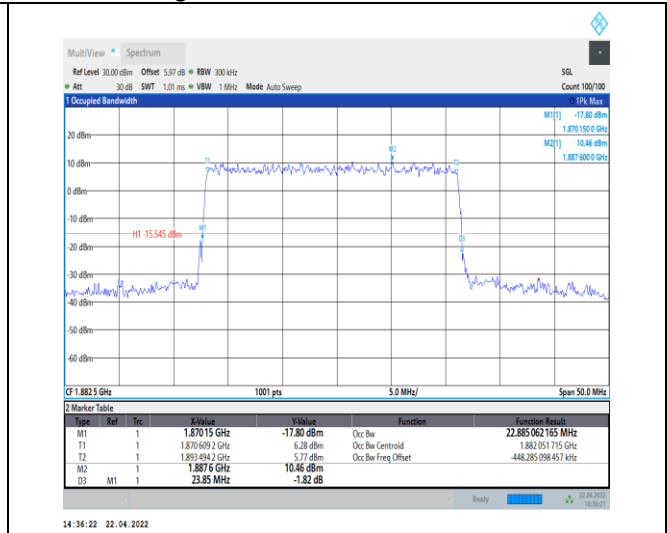 MultiView Spectrum
Ref Level 30.00 dBm Offset 5.97 dB RBW 300 kHz SGL
Att 30 dB SWT 1.01 ms VBW 1 MHz Mode Auto Sweep Count 100/100
1 Occupied Bandwidth 1Pk Max
M1[1] -17.80 dBm
1.870 150 0 GHz
M2[1] 10.46 dBm
1.887 600 0 GHz
20 dBm
M2
T1
T2
10 dBm
0 dBm
-10 dBm
M1
H1 -15.545 dBm
D3
-20 dBm
-30 dBm
-40 dBm
-50 dBm
-60 dBm
CF 1.882 5 GHz 1001 pts 5.0 MHz/ Span 50.0 MHz
2 Marker Table
Type Ref Trc X-Value Y-Value Function Function Result
M1 1 1.87015 GHz -17.80 dBm Occ Bw 22.885 062 165 MHz
T1 1 1.870 609 2 GHz 6.28 dBm Occ Bw Centroid 1.882 051 715 GHz
T2 1 1.893 494 2 GHz 5.77 dBm Occ Bw Freq Offset -448.285 098 457 kHz
M2 1 1.887 6 GHz 10.46 dBm
D3 M1 1 23.85 MHz -1.82 dB
Ready 22.04.2022
14:36:21
14:36:22 22.04.2022